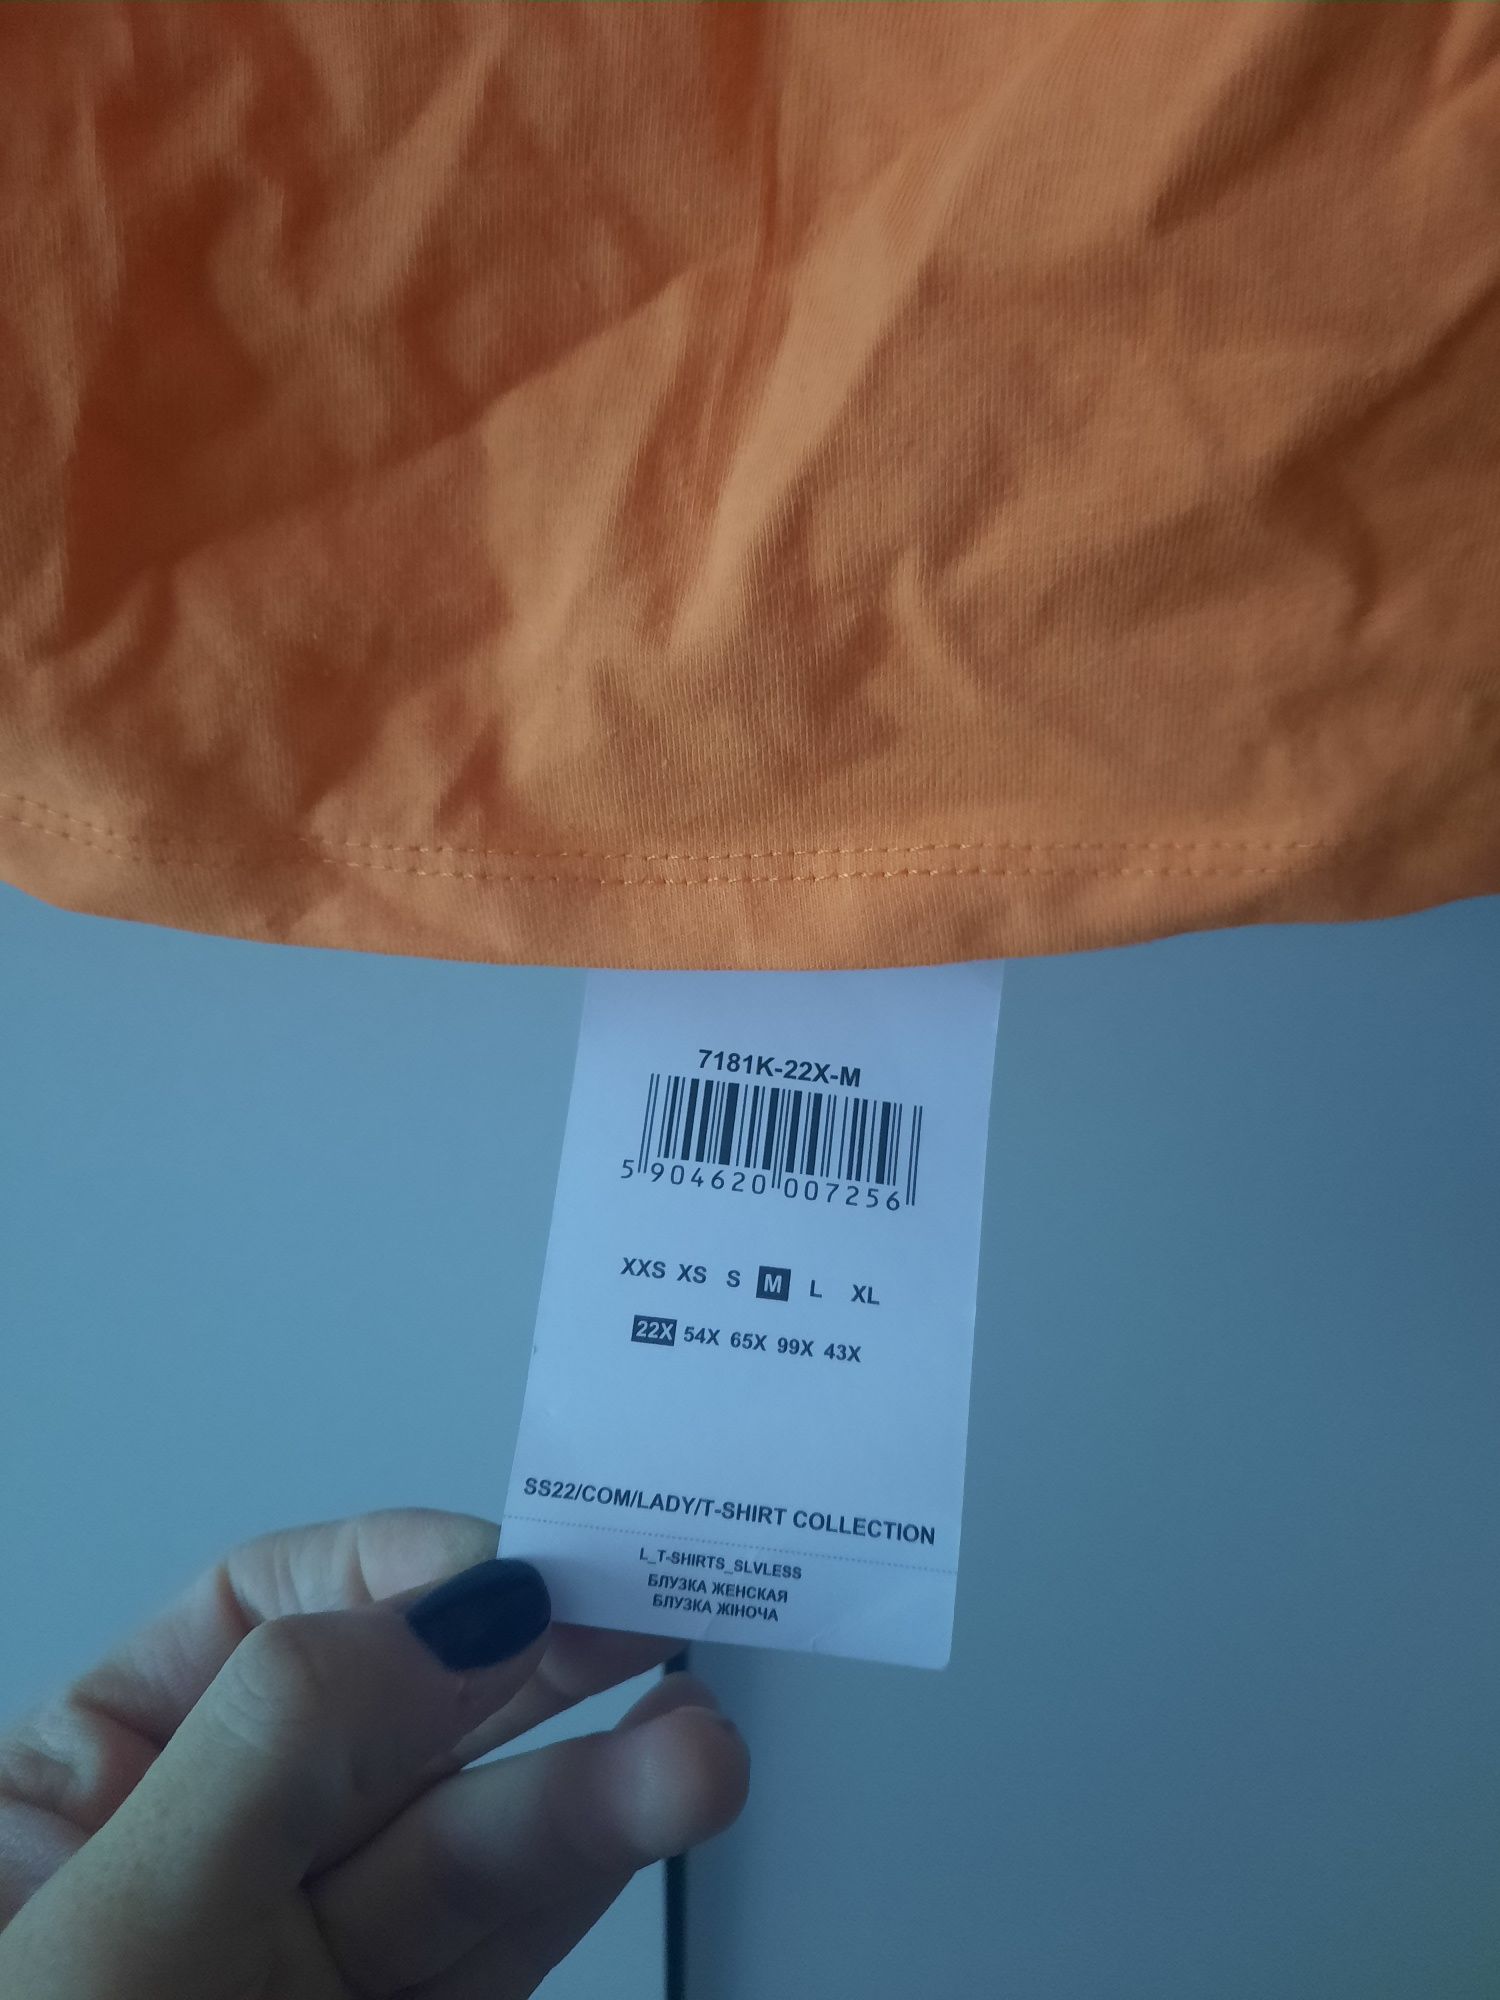 7181K-22X-M
5 904620 007256
XXS XS S M L XL
22X 54X 65X 99X 43X
SS22/COM/LADY/T-SHIRT COLLECTION
L_T-SHIRTS_SLVLESS
БЛУЗКА ЖЕНСКАЯ
БЛУЗКА ЖІНОЧА